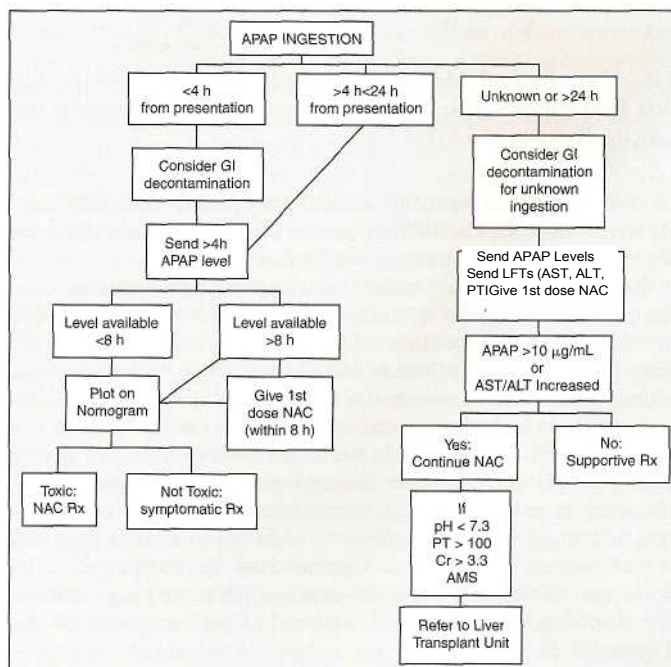 APAP INGESTION
<4 h
from presentation
>4 h<24 h
from presentation
Unknown or >24 h
Consider GI
decontamination
Consider GI
decontamination
for unknown
ingestion
Send >4h
APAP level
Send APAP Levels
Send LFTs (AST, ALT,
PTIGive 1st dose NAC
Level available
<8 h
Level available
>8 h
APAP >10 μg/mL
or
AST/ALT Increased
Plot on
Nomogram
Give 1st
dose NAC
(within 8 h)
Yes:
Continue NAC
No:
Supportive Rx
Toxic:
NAC Rx
Not Toxic:
symptomatic Rx
If
pH < 7.3
PT > 100
Cr > 3.3
AMS
Refer to Liver
Transplant Unit